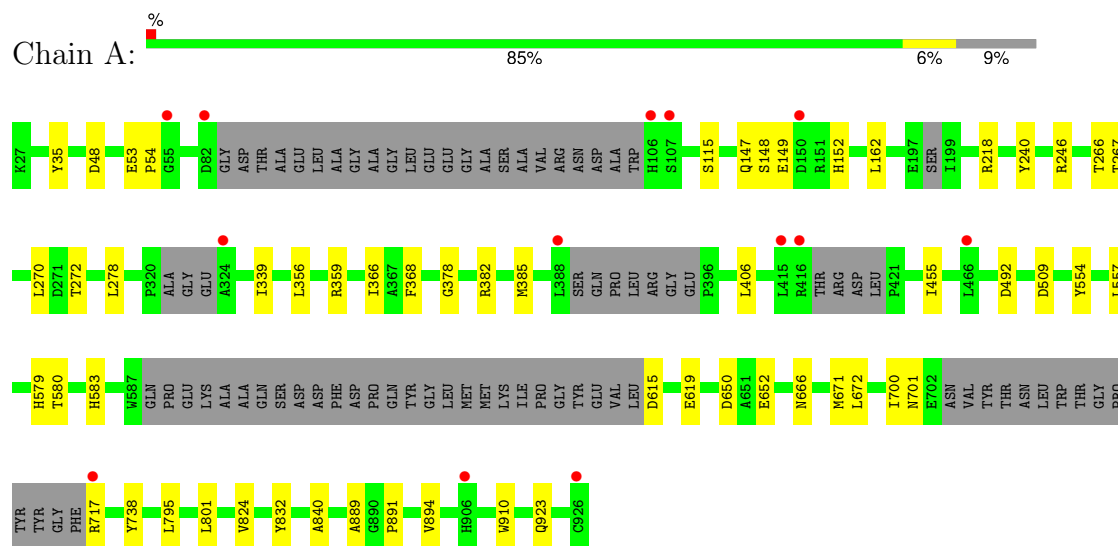 %
Chain A:
85% 6% 9%
K27 Y35 D48 E53 P54 G55 D82 GLY ASP THR ALA GLU LEU ALA GLY ALA GLY LEU GLU GLU GLY ALA SER ALA VAL ARG ASN ASP ALA TRP H106 S107 S115 Q147 S148 E149 D150 R151 H152 L162 E197 SER I199 R218 Y240 R246 T266 T267
L270 D271 T272 L278 P320 ALA GLY GLU A324 I339 L356 R359 I366 A367 F368 G378 R382 M385 L388 SER GLN PRO LEU ARG GLY GLU P396 L406 L415 R416 THR ARG ASP LEU P421 I455 L466 D492 D509 Y554 L557
H579 T580 H583 W587 GLN PRO GLU LYS ALA ALA GLN SER ASP ASP PHE ASP PRO GLN TYR GLY LEU MET MET LYS ILE PRO GLY TYR GLU VAL LEU D615 E619 D650 A651 E652 N666 M671 L672 I700 N701 E702 ASN VAL TYR THR ASN LEU TRP THR GLY PRO
TYR TYR GLY PHE R717 Y738 L795 L801 V824 Y832 A840 A889 G890 P891 V894 H906 W910 Q923 C926